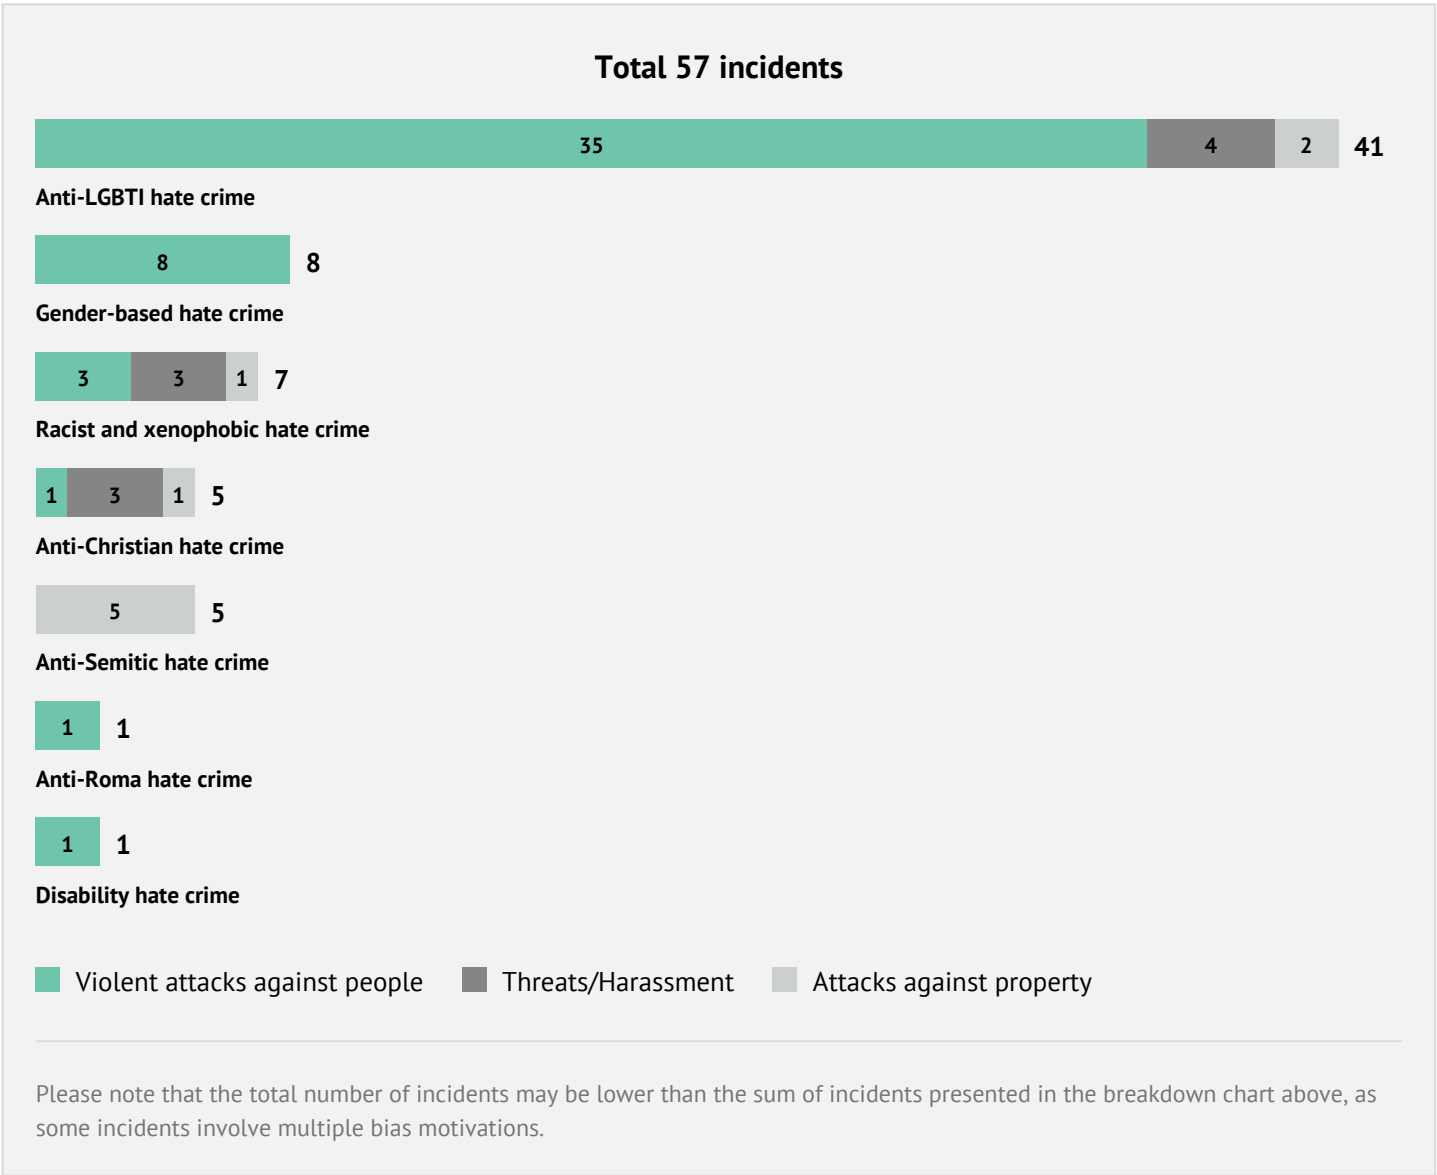 Total 57 incidents
35 4 2 41
Anti-LGBTI hate crime
8 8
Gender-based hate crime
3 3 1 7
Racist and xenophobic hate crime
1 3 1 5
Anti-Christian hate crime
5 5
Anti-Semitic hate crime
1 1
Anti-Roma hate crime
1 1
Disability hate crime
Violent attacks against people Threats/Harassment Attacks against property
Please note that the total number of incidents may be lower than the sum of incidents presented in the breakdown chart above, as
some incidents involve multiple bias motivations.